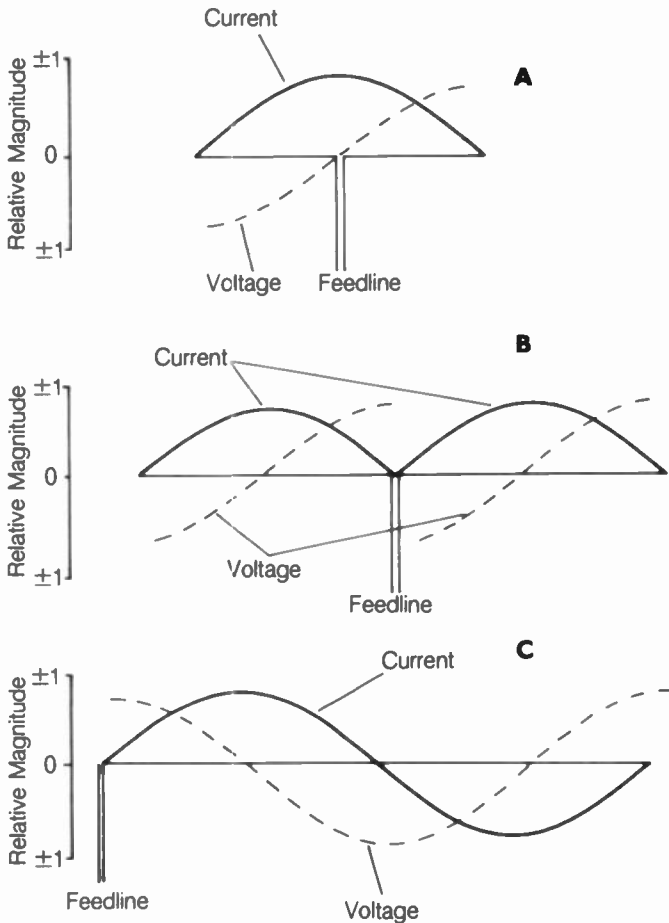 Current
A
Relative Magnitude
±1
0
±1
Voltage
Feedline
B
Current
Relative Magnitude
±1
0
±1
Voltage
Feedline
C
Current
Relative Magnitude
±1
0
±1
Feedline
Voltage